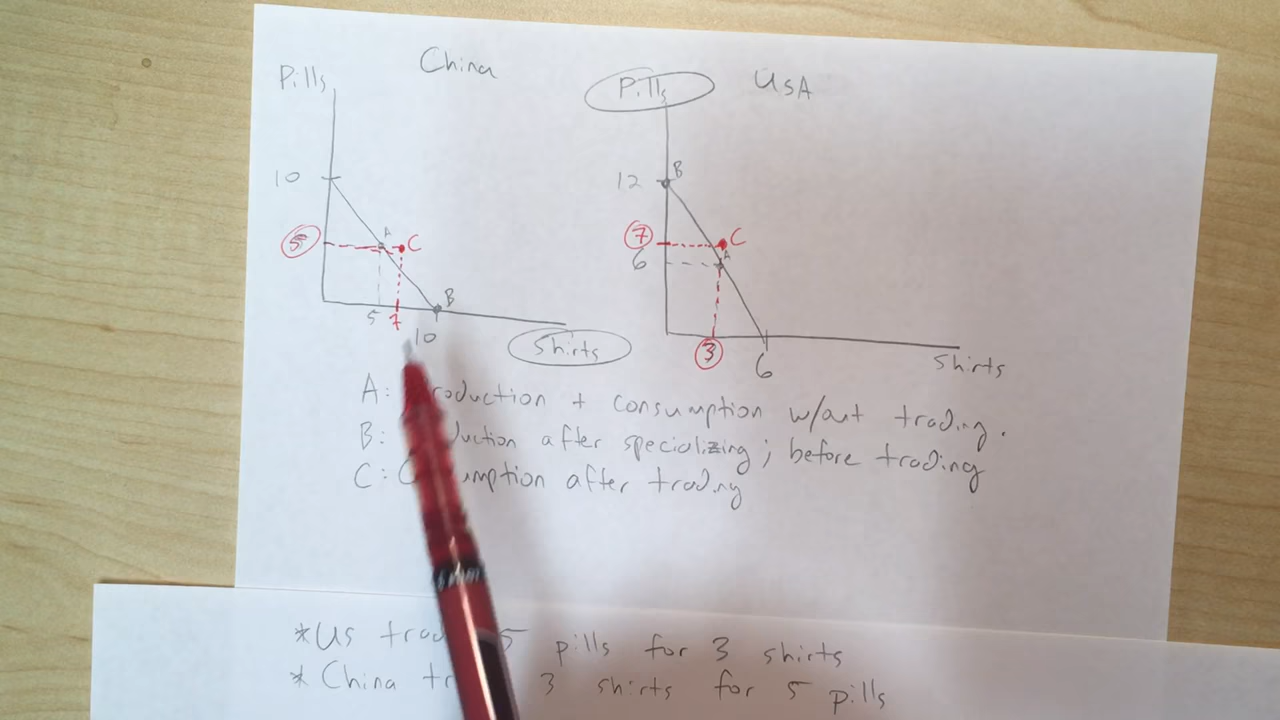 China
Pills
10
5
A
C
B
5
7
10
Shirts
USA
Pills
12
B
7
C
6
A
3
6
Shirts
A: roduction + consumption w/out trading.
B: uction after specializing; before trading
C: C umption after trading
*US trad 5 pills for 3 shirts
*China tr 3 shirts for 5 pills